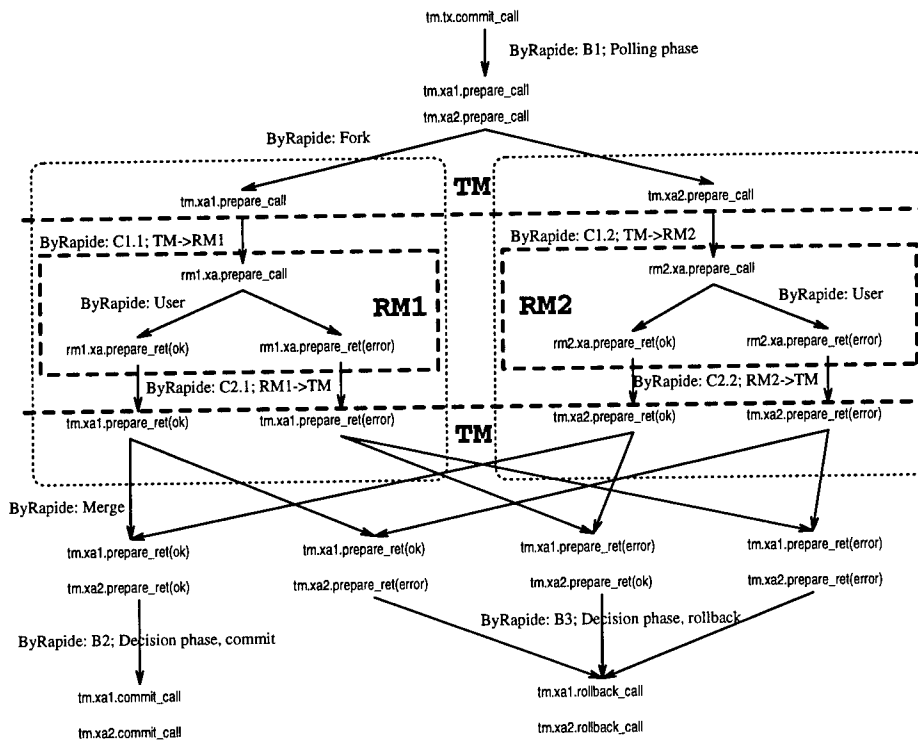 tm.tx.commit_call
ByRapide: B1; Polling phase
tm.xa1.prepare_call
tm.xa2.prepare_call
ByRapide: Fork
TM
tm.xa1.prepare_call
tm.xa2.prepare_call
ByRapide: C1.1; TM->RM1
ByRapide: C1.2; TM->RM2
rm1.xa.prepare_call
rm2.xa.prepare_call
ByRapide: User
RM1
RM2
ByRapide: User
rm1.xa.prepare_ret(ok)
rm1.xa.prepare_ret(error)
rm2.xa.prepare_ret(ok)
rm2.xa.prepare_ret(error)
ByRapide: C2.1; RM1->TM
ByRapide: C2.2; RM2->TM
tm.xa1.prepare_ret(ok)
tm.xa1.prepare_ret(error)
tm.xa2.prepare_ret(ok)
tm.xa2.prepare_ret(error)
TM
ByRapide: Merge
tm.xa1.prepare_ret(ok)
tm.xa1.prepare_ret(ok)
tm.xa1.prepare_ret(error)
tm.xa1.prepare_ret(error)
tm.xa2.prepare_ret(ok)
tm.xa2.prepare_ret(error)
tm.xa2.prepare_ret(ok)
tm.xa2.prepare_ret(error)
ByRapide: B2; Decision phase, commit
ByRapide: B3; Decision phase, rollback
tm.xa1.commit_call
tm.xa1.rollback_call
tm.xa2.commit_call
tm.xa2.rollback_call